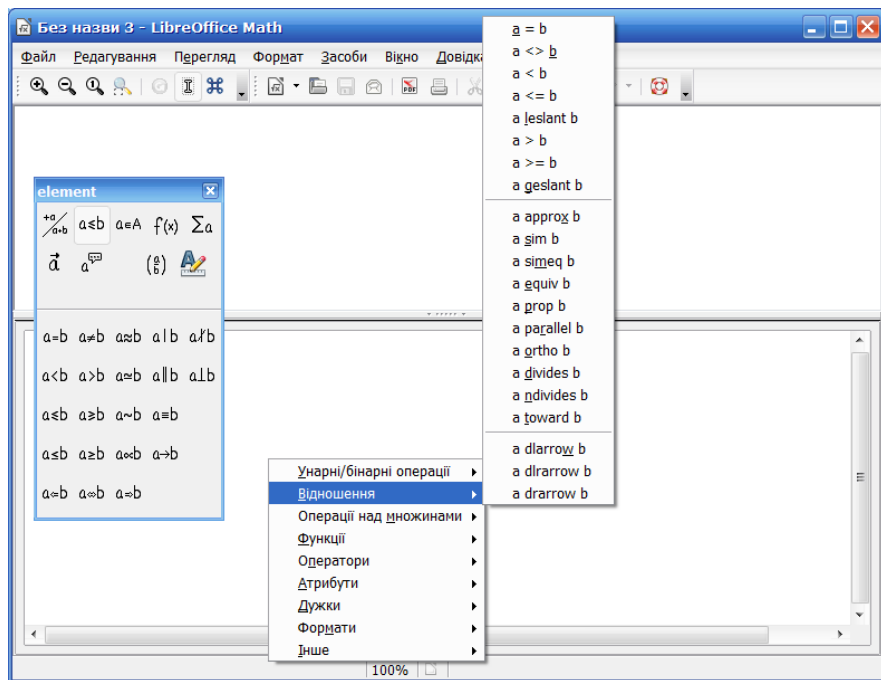 Без назви 3 - LibreOffice Math
Файл Редагування Перегляд Формат Засоби Вікно
element
+a/a+b a≤b a∈A f(x) Σa
a⃗ a (a/b)
a=b a≠b a≈b a|b a∤b
a<b a>b a≃b a∥b a⊥b
a≤b a≥b a~b a≡b
a≤b a≥b a∝b a→b
a⇐b a⇔b a⇒b
Унарні/бінарні операції
Відношення
Операції над множинами
Функції
Оператори
Атрибути
Дужки
Формати
Інше
a = b
a <> b
a < b
a <= b
a leslant b
a > b
a >= b
a geslant b
a approx b
a sim b
a simeq b
a equiv b
a prop b
a parallel b
a ortho b
a divides b
a ndivides b
a toward b
a dlarrow b
a dlrarrow b
a drarrow b
100%